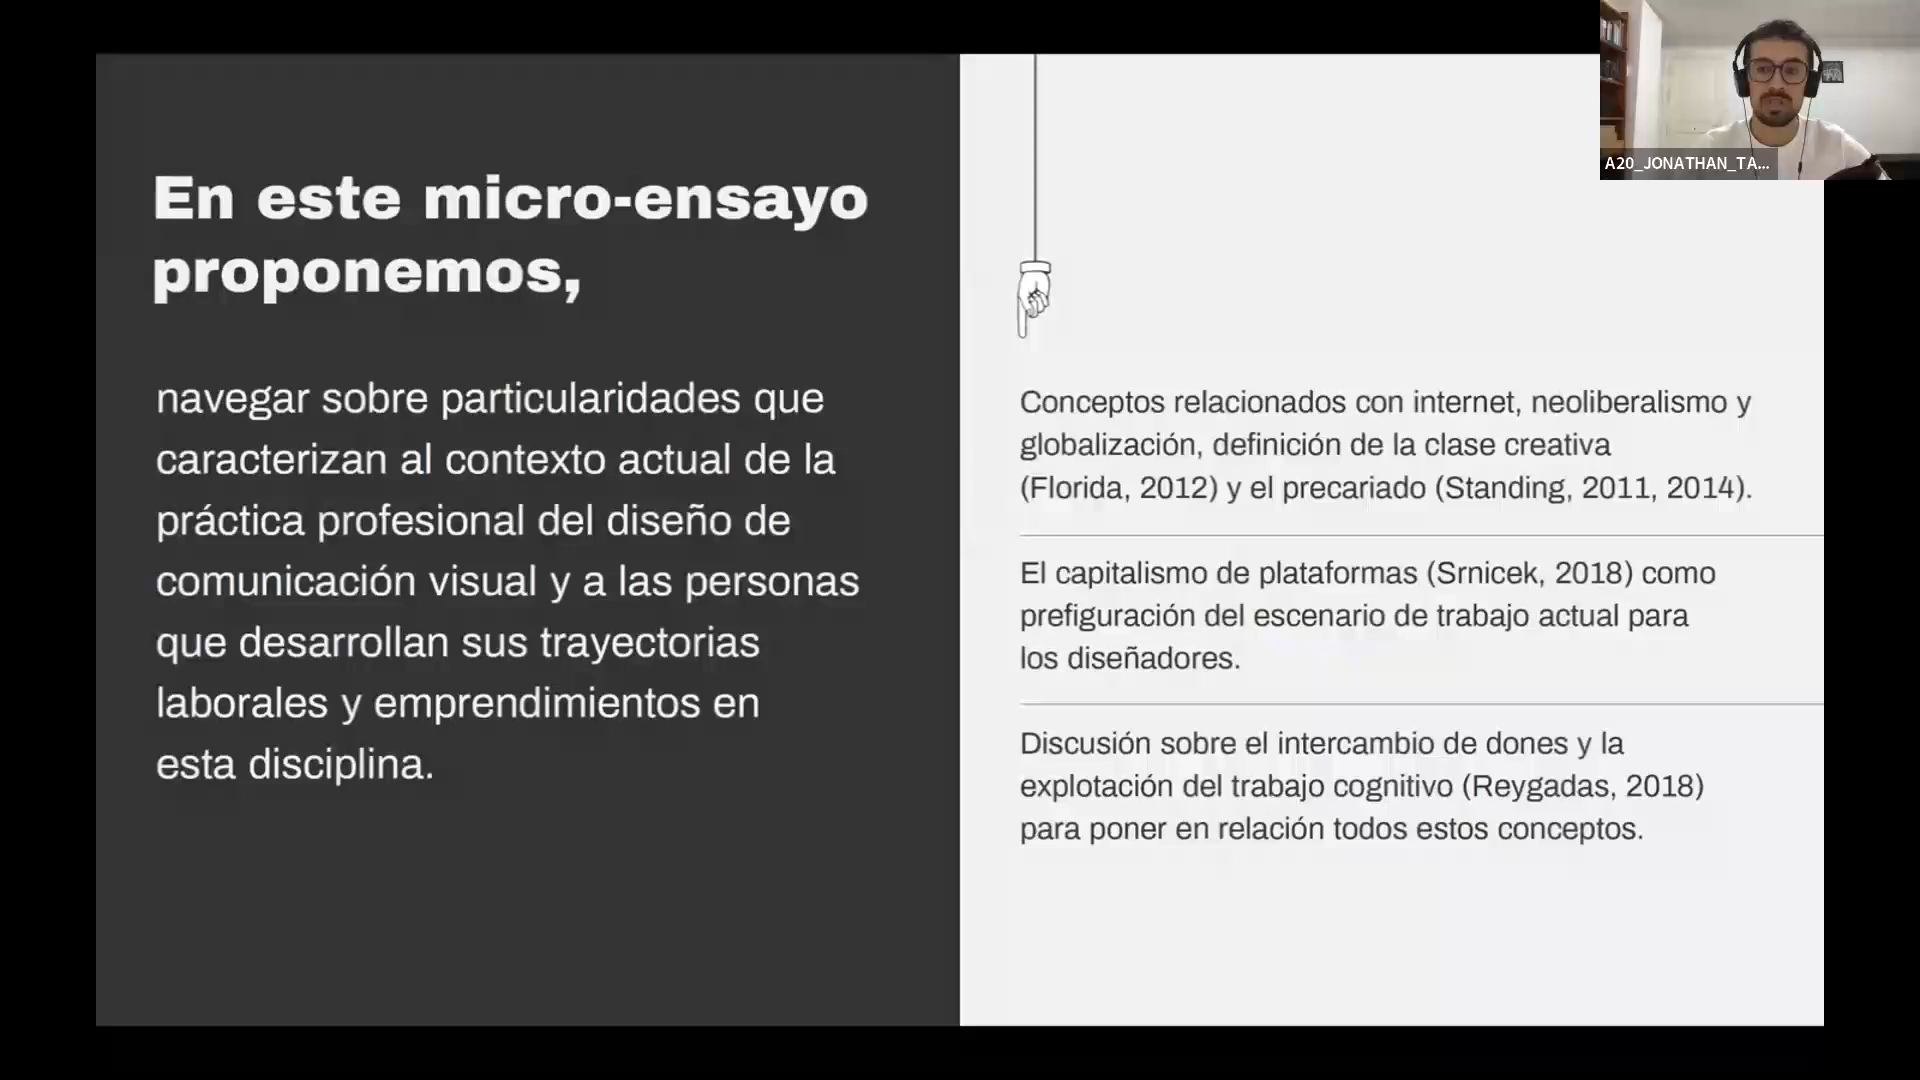 En este micro-ensayo
proponemos,
navegar sobre particularidades que
caracterizan al contexto actual de la
práctica profesional del diseño de
comunicación visual y a las personas
que desarrollan sus trayectorias
laborales y emprendimientos en
esta disciplina.
Conceptos relacionados con internet, neoliberalismo y
globalización, definición de la clase creativa
(Florida, 2012) y el precariado (Standing, 2011, 2014).
El capitalismo de plataformas (Srnicek, 2018) como
prefiguración del escenario de trabajo actual para
los diseñadores.
Discusión sobre el intercambio de dones y la
explotación del trabajo cognitivo (Reygadas, 2018)
para poner en relación todos estos conceptos.
A20_JONATHAN_TA...